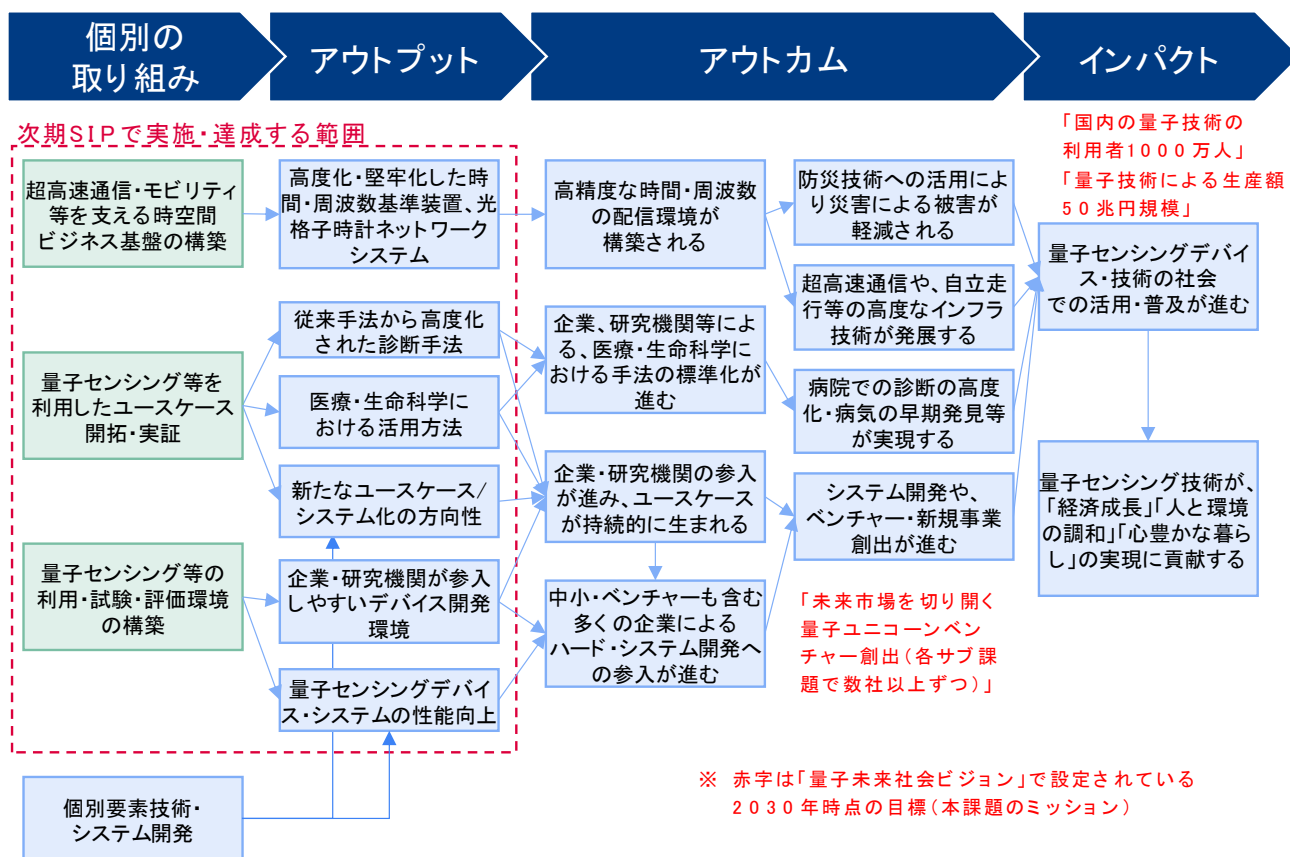 個別の
取り組み
アウトプット
アウトカム
インパクト
次期SIPで実施・達成する範囲
「国内の量子技術の
利用者1000万人」
「量子技術による生産額
50兆円規模」
超高速通信・モビリティ
等を支える時空間
ビジネス基盤の構築
高度化・堅牢化した時
間・周波数基準装置、光
格子時計ネットワーク
システム
高精度な時間・周波数
の配信環境が
構築される
防災技術への活用によ
り災害による被害が
軽減される
超高速通信や、自立走
行等の高度なインフラ
技術が発展する
量子センシングデバイ
ス・技術の社会
での活用・普及が進む
量子センシング等を
利用したユースケース
開拓・実証
従来手法から高度化
された診断手法
医療・生命科学に
おける活用方法
新たなユースケース/
システム化の方向性
企業、研究機関等によ
る、医療・生命科学に
おける手法の標準化が
進む
病院での診断の高度
化・病気の早期発見等
が実現する
企業・研究機関の参入
が進み、ユースケース
が持続的に生まれる
システム開発や、
ベンチャー・新規事業
創出が進む
量子センシング技術が、
「経済成長」「人と環境
の調和」「心豊かな暮ら
し」の実現に貢献する
量子センシング等の
利用・試験・評価環境
の構築
企業・研究機関が参入
しやすいデバイス開発
環境
量子センシングデバイ
ス・システムの性能向上
中小・ベンチャーも含む
多くの企業による
ハード・システム開発へ
の参入が進む
「未来市場を切り開く
量子ユニコーンベン
チャー創出（各サブ課
題で数社以上ずつ）」
個別要素技術・
システム開発
※ 赤字は「量子未来社会ビジョン」で設定されている
2030年時点の目標（本課題のミッション）